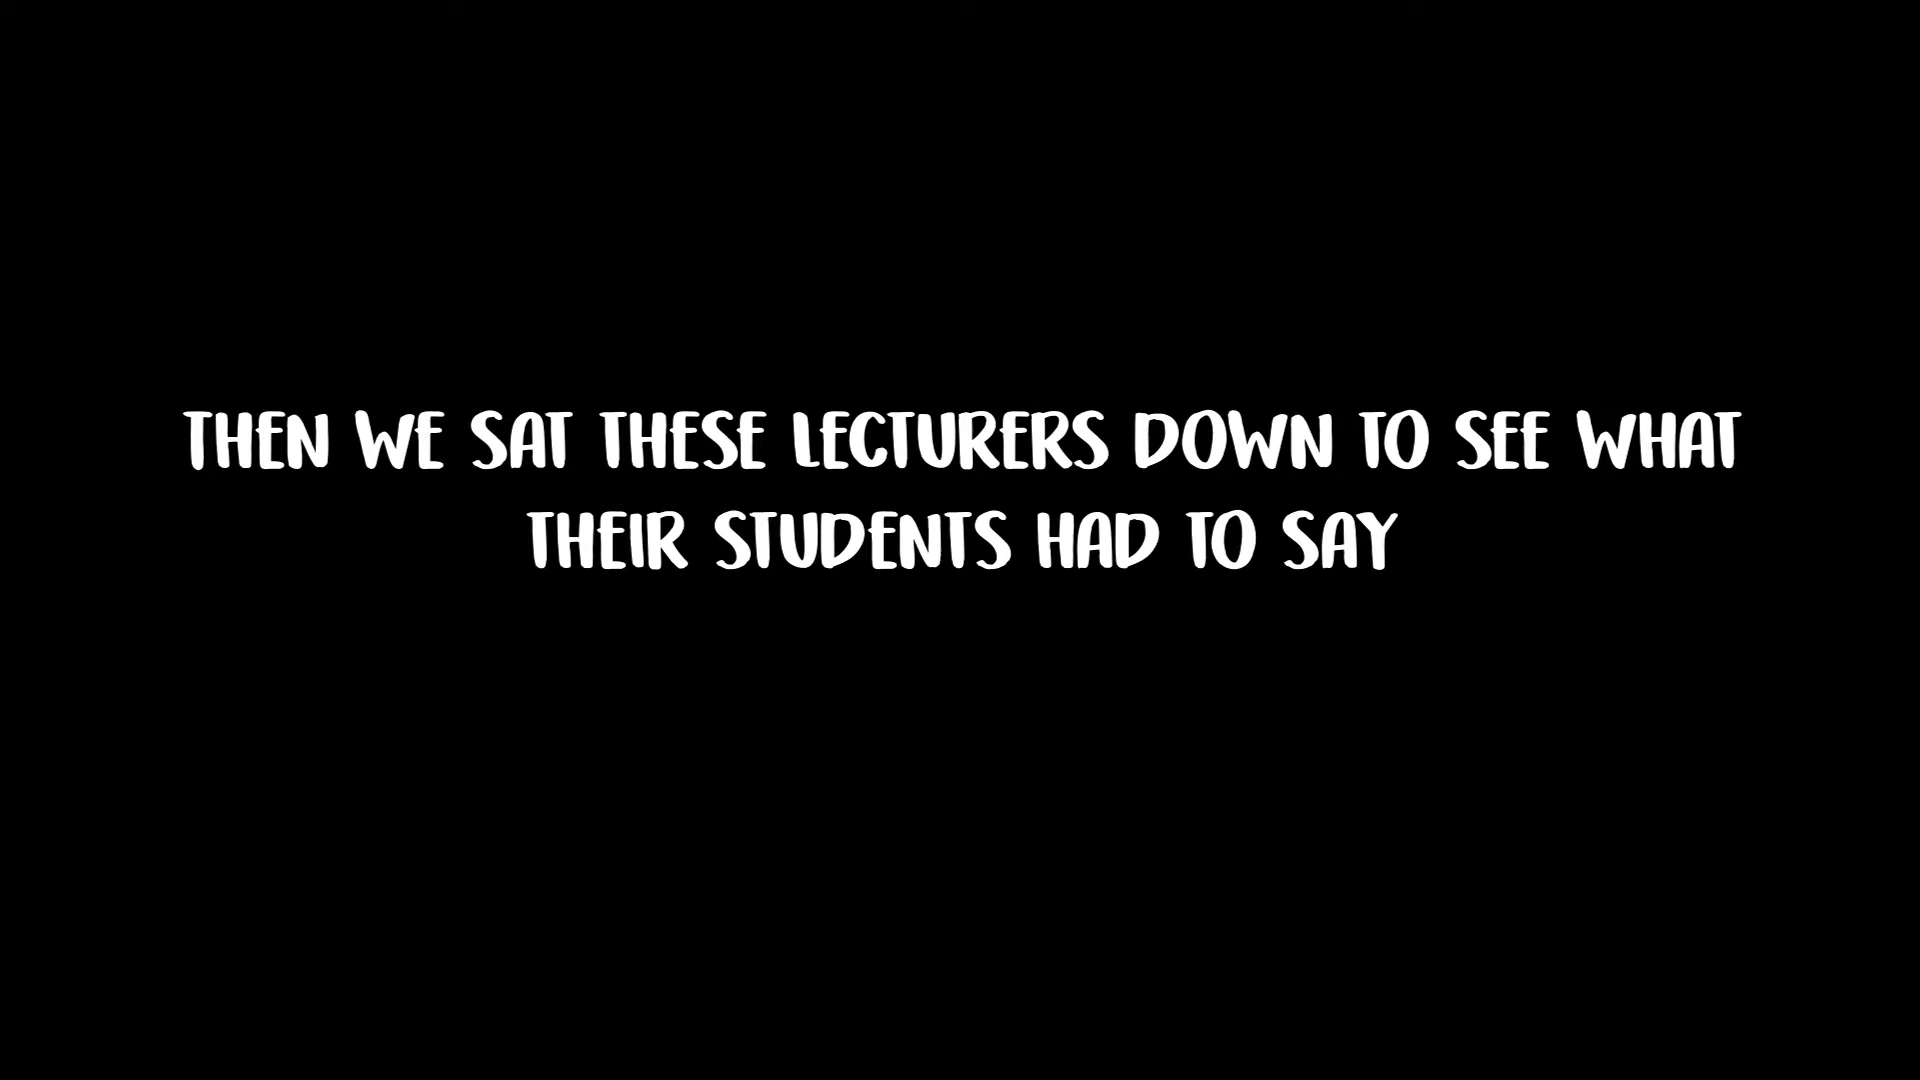 THEN WE SAT THESE LECTURERS DOWN TO SEE WHAT
THEIR STUDENTS HAD TO SAY